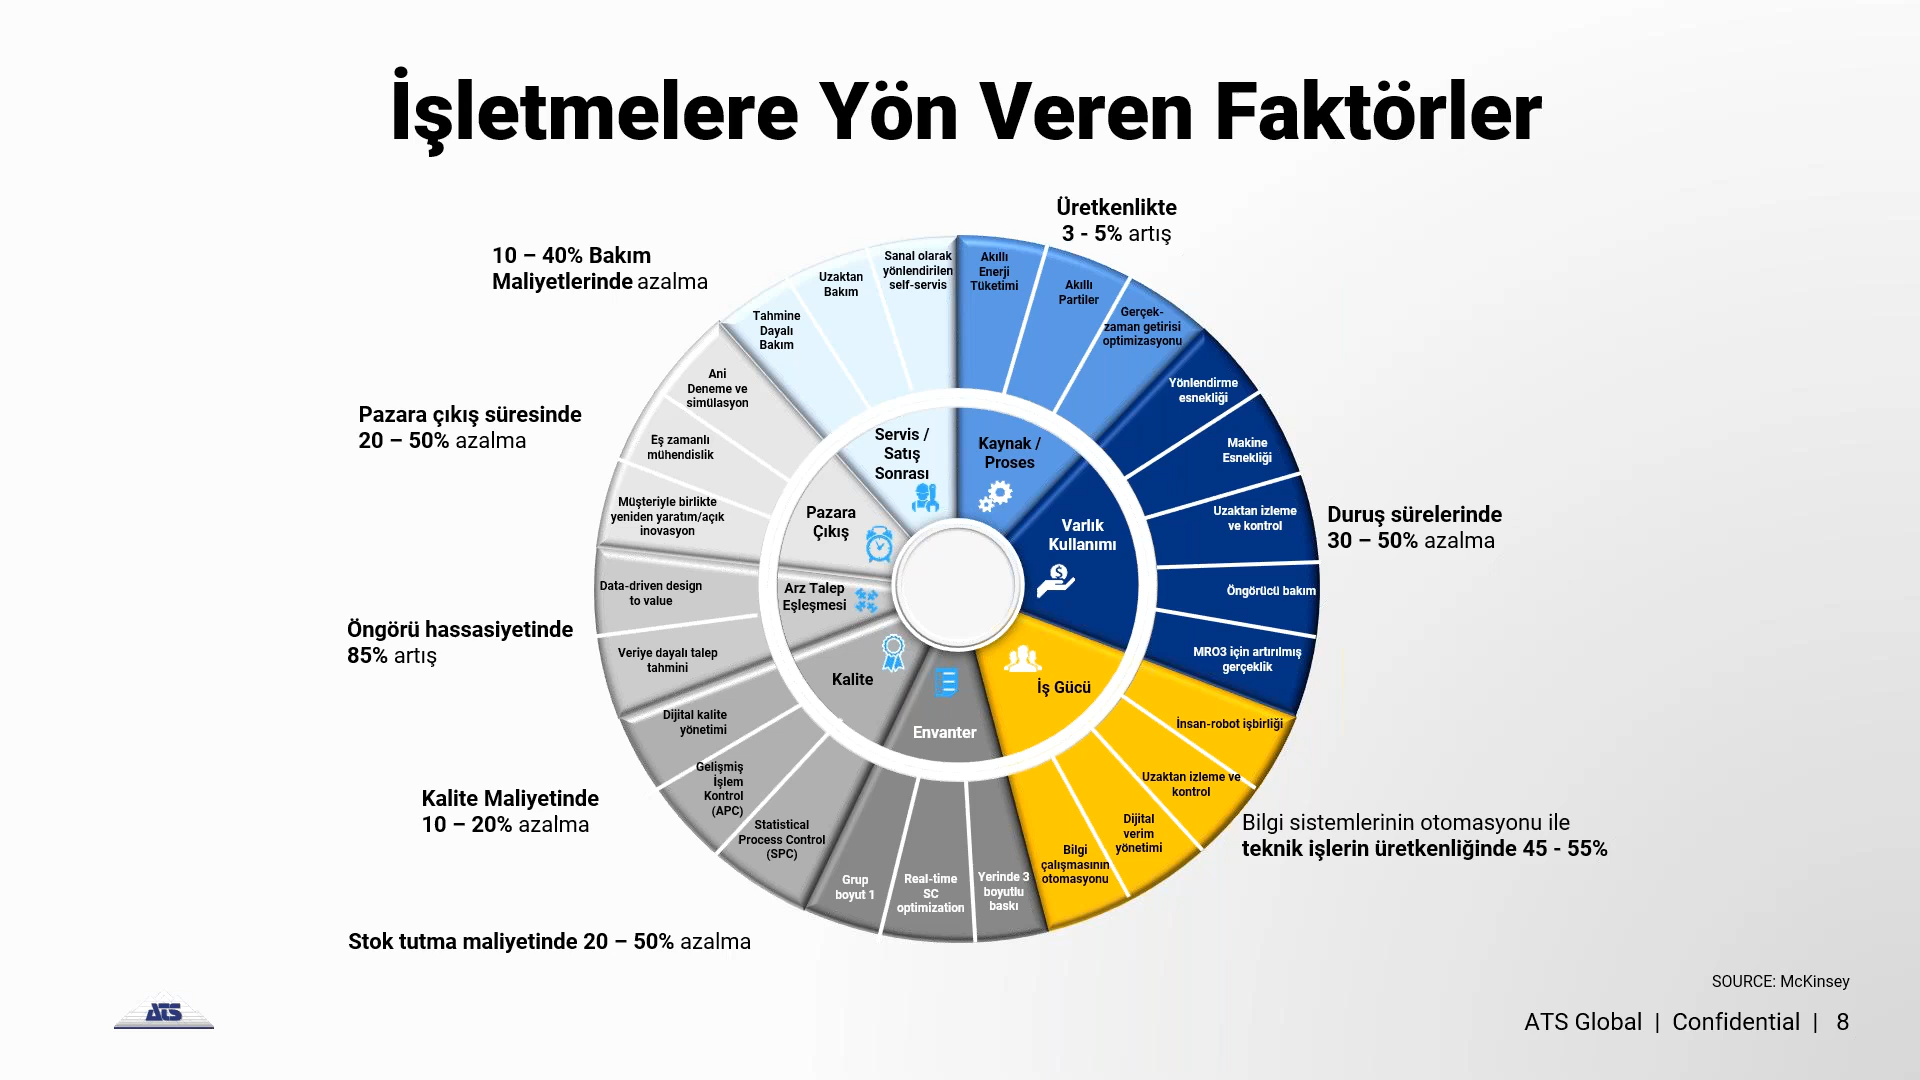 İşletmelere Yön Veren Faktörler
Üretkenlikte
3 - 5% artış
10 – 40% Bakım
Maliyetlerinde azalma
Pazara çıkış süresinde
20 – 50% azalma
Öngörü hassasiyetinde
85% artış
Kalite Maliyetinde
10 – 20% azalma
Stok tutma maliyetinde 20 – 50% azalma
Duruş sürelerinde
30 – 50% azalma
Bilgi sistemlerinin otomasyonu ile
teknik işlerin üretkenliğinde 45 - 55%
Kaynak /
Proses
Akıllı
Enerji
Tüketimi
Akıllı
Partiler
Gerçek-
zaman getirisi
optimizasyonu
Varlık
Kullanımı
$
Yönlendirme
esnekliği
Makine
Esnekliği
Uzaktan izleme
ve kontrol
Öngörücü bakım
MRO3 için artırılmış
gerçeklik
İş Gücü
İnsan-robot işbirliği
Uzaktan izleme ve
kontrol
Dijital
verim
yönetimi
Bilgi
çalışmasının
otomasyonu
Envanter
Yerinde 3
boyutlu
baskı
Real-time
SC
optimization
Grup
boyut 1
Kalite
Statistical
Process Control
(SPC)
Gelişmiş
İşlem
Kontrol
(APC)
Dijital kalite
yönetimi
Arz Talep
Eşleşmesi
Veriye dayalı talep
tahmini
Data-driven design
to value
Pazara
Çıkış
Müşteriyle birlikte
yeniden yaratım/açık
inovasyon
Eş zamanlı
mühendislik
Ani
Deneme ve
simülasyon
Servis /
Satış
Sonrası
Tahmine
Dayalı
Bakım
Uzaktan
Bakım
Sanal olarak
yönlendirilen
self-servis
SOURCE: McKinsey
ATS
ATS Global | Confidential | 8